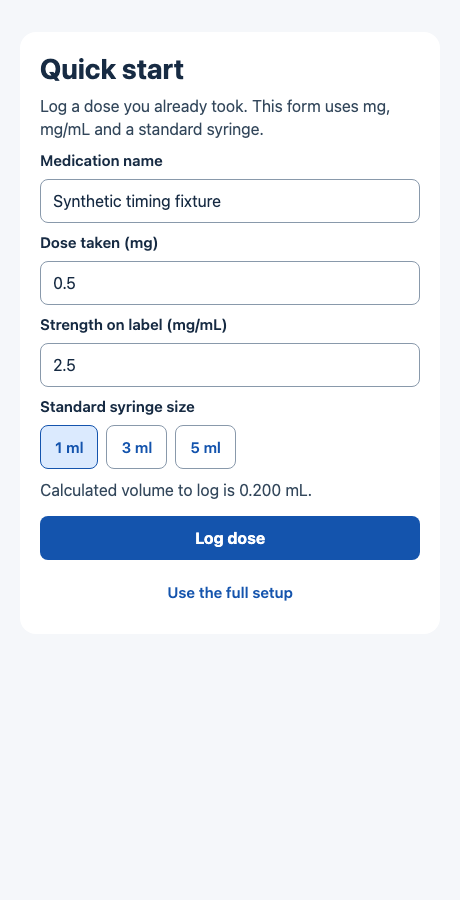 Quick start
Log a dose you already took. This form uses mg,
mg/mL and a standard syringe.
Medication name
Synthetic timing fixture
Dose taken (mg)
0.5
Strength on label (mg/mL)
2.5
Standard syringe size
1 ml
3 ml
5 ml
Calculated volume to log is 0.200 mL.
Log dose
Use the full setup